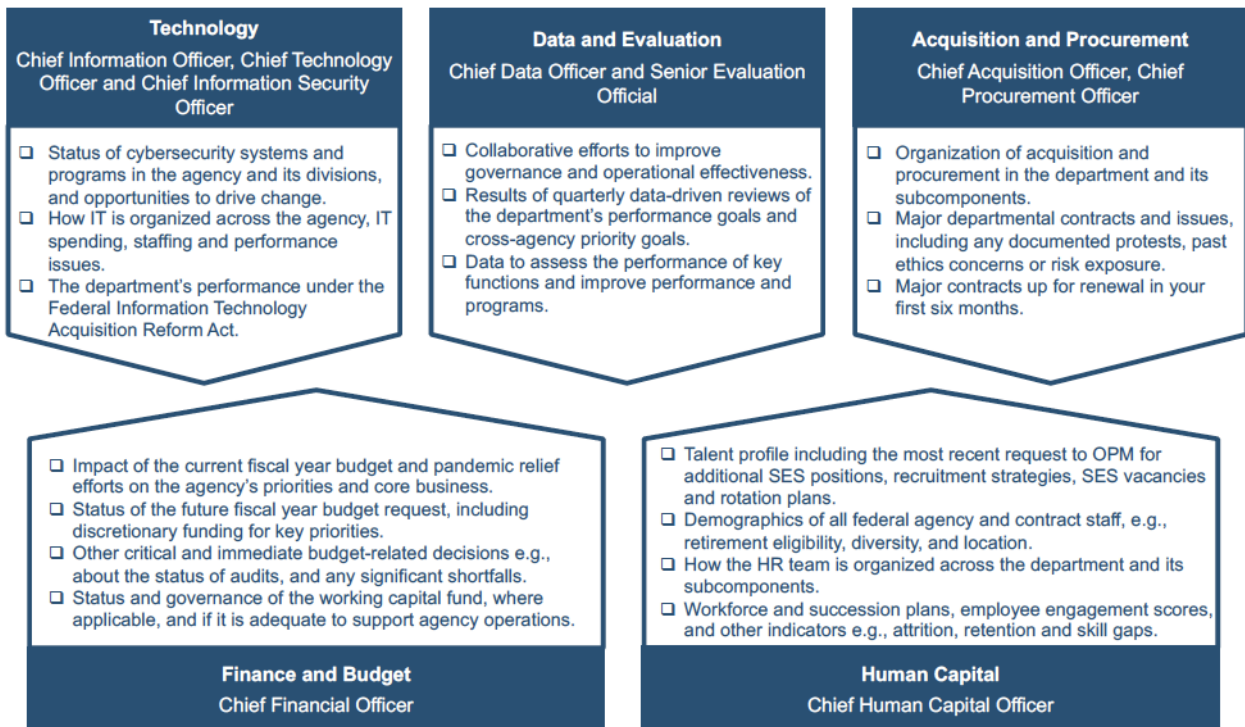 Technology
Chief Information Officer, Chief Technology
Officer and Chief Information Security
Officer
❑ Status of cybersecurity systems and
programs in the agency and its divisions,
and opportunities to drive change.
❑ How IT is organized across the agency, IT
spending, staffing and performance
issues.
❑ The department’s performance under the
Federal Information Technology
Acquisition Reform Act.
Data and Evaluation
Chief Data Officer and Senior Evaluation
Official
❑ Collaborative efforts to improve
governance and operational effectiveness.
❑ Results of quarterly data-driven reviews of
the department’s performance goals and
cross-agency priority goals.
❑ Data to assess the performance of key
functions and improve performance and
programs.
Acquisition and Procurement
Chief Acquisition Officer, Chief
Procurement Officer
❑ Organization of acquisition and
procurement in the department and its
subcomponents.
❑ Major departmental contracts and issues,
including any documented protests, past
ethics concerns or risk exposure.
❑ Major contracts up for renewal in your
first six months.
❑ Impact of the current fiscal year budget and pandemic relief
efforts on the agency’s priorities and core business.
❑ Status of the future fiscal year budget request, including
discretionary funding for key priorities.
❑ Other critical and immediate budget-related decisions e.g.,
about the status of audits, and any significant shortfalls.
❑ Status and governance of the working capital fund, where
applicable, and if it is adequate to support agency operations.
Finance and Budget
Chief Financial Officer
❑ Talent profile including the most recent request to OPM for
additional SES positions, recruitment strategies, SES vacancies
and rotation plans.
❑ Demographics of all federal agency and contract staff, e.g.,
retirement eligibility, diversity, and location.
❑ How the HR team is organized across the department and its
subcomponents.
❑ Workforce and succession plans, employee engagement scores,
and other indicators e.g., attrition, retention and skill gaps.
Human Capital
Chief Human Capital Officer